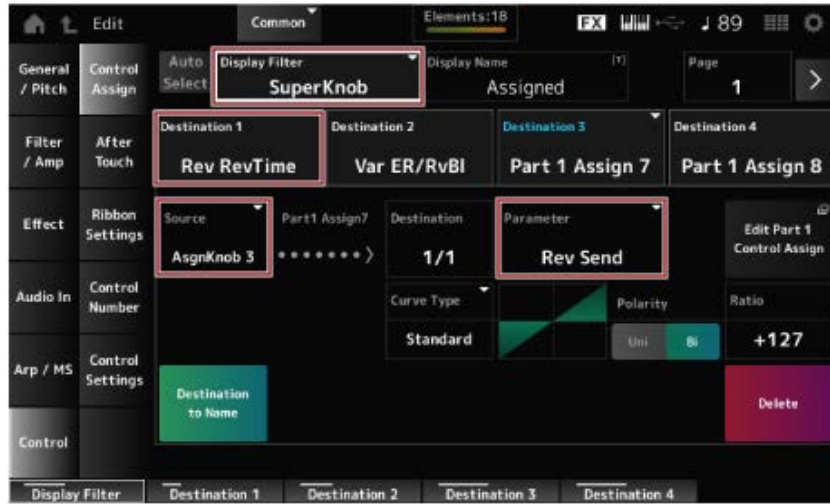 Edit
Common
Elements:18
FX
♩89
General
/ Pitch
Control
Assign
Auto
Select
Display Filter
SuperKnob
Display Name
Assigned
Page
1
Filter
/ Amp
After
Touch
Destination 1
Rev RevTime
Destination 2
Var ER/RvBl
Destination 3
Part 1 Assign 7
Destination 4
Part 1 Assign 8
Effect
Ribbon
Settings
Source
AsgnKnob 3
Part1 Assign7
Destination
1/1
Parameter
Rev Send
Edit Part 1
Control Assign
Audio In
Control
Number
Curve Type
Standard
Polarity
Uni
Bi
Ratio
+127
Arp / MS
Control
Settings
Destination
to Name
Delete
Control
Display Filter
Destination 1
Destination 2
Destination 3
Destination 4